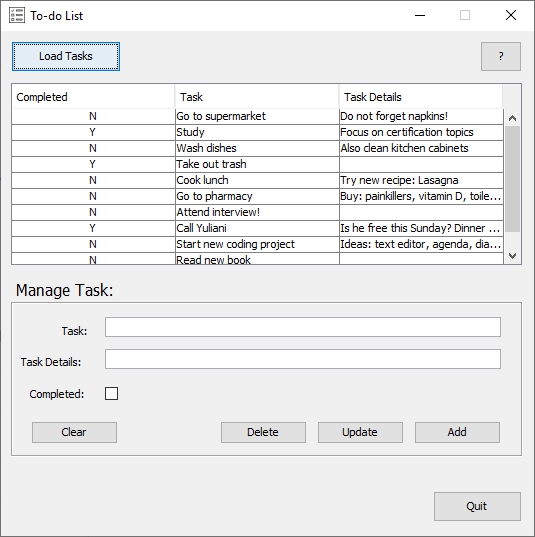 To-do List
Load Tasks ?
Completed Task Task Details
N Go to supermarket Do not forget napkins!
Y Study Focus on certification topics
N Wash dishes Also clean kitchen cabinets
Y Take out trash
N Cook lunch Try new recipe: Lasagna
N Go to pharmacy Buy: painkillers, vitamin D, toile...
N Attend interview!
Y Call Yuliani Is he free this Sunday? Dinner ...
N Start new coding project Ideas: text editor, agenda, dia...
N Read new book
Manage Task:
Task:
Task Details:
Completed:
Clear Delete Update Add
Quit